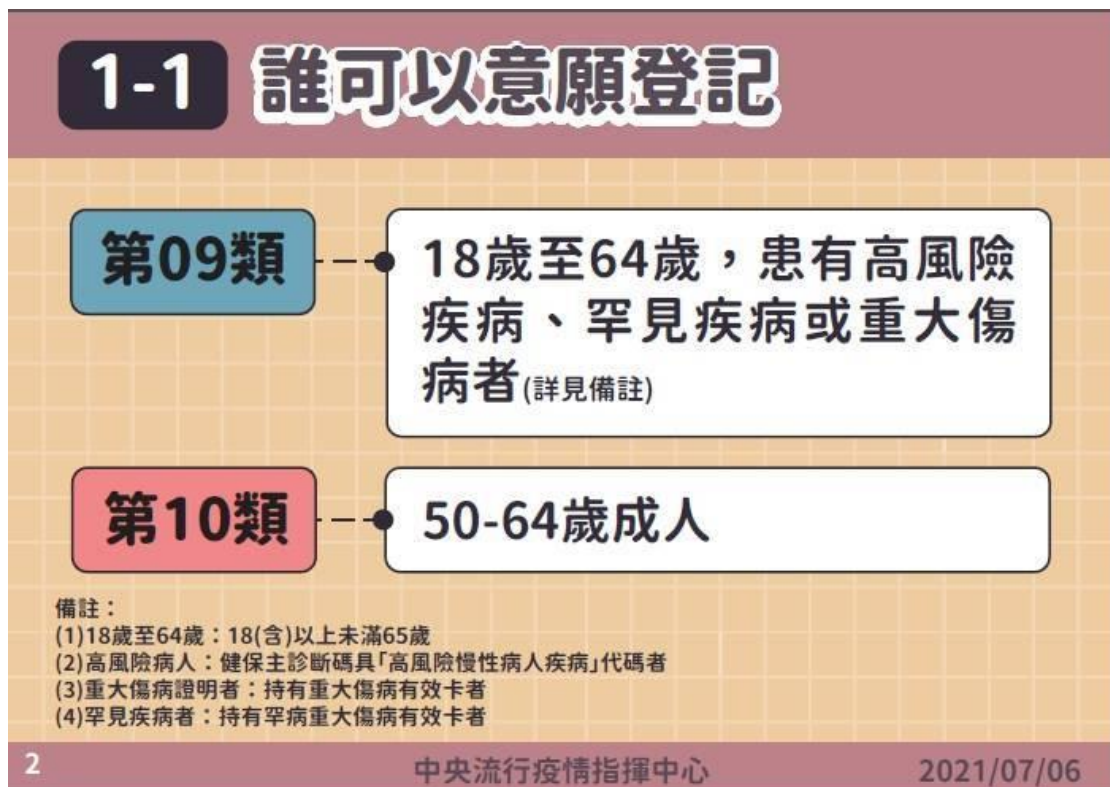 1-1 誰可以意願登記
第09類
18歲至64歲，患有高風險
疾病、罕見疾病或重大傷
病者(詳見備註)
第10類
50-64歲成人
備註：
(1)18歲至64歲：18(含)以上未滿65歲
(2)高風險病人：健保主診斷碼具「高風險慢性病人疾病」代碼者
(3)重大傷病證明者：持有重大傷病有效卡者
(4)罕見疾病者：持有罕病重大傷病有效卡者
2
中央流行疫情指揮中心
2021/07/06